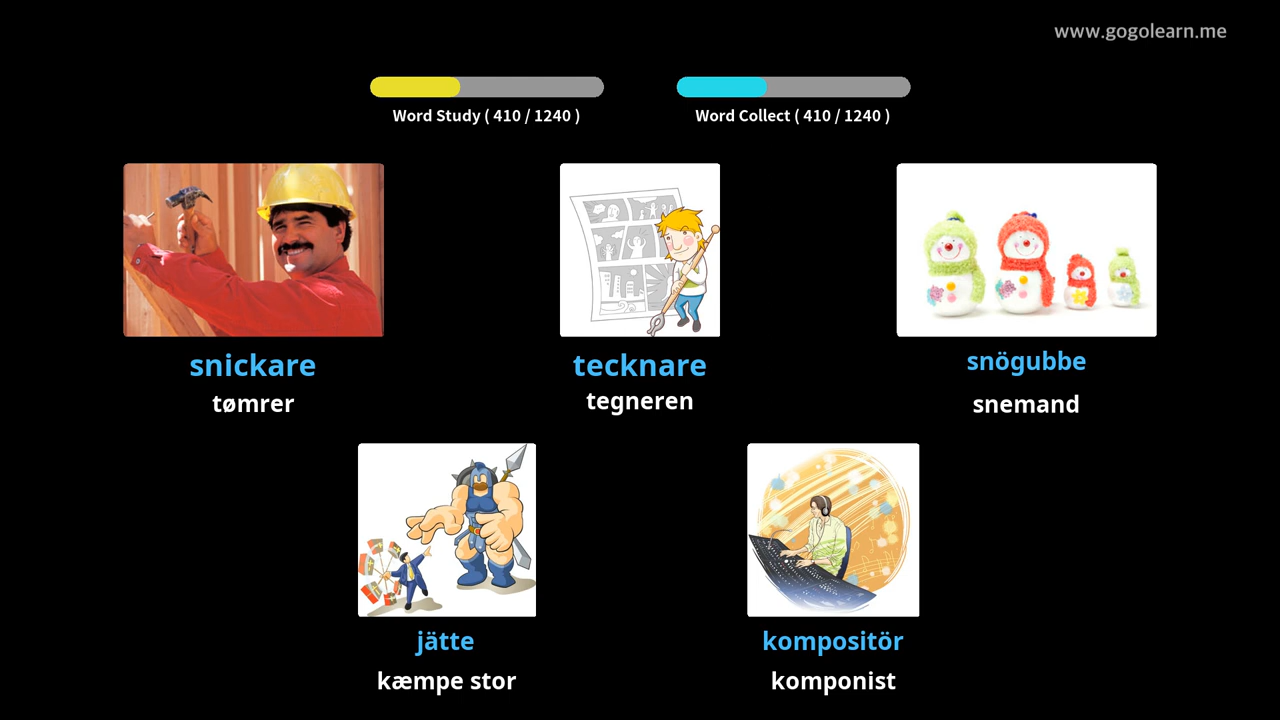 www.gogolearn.me
Word Study ( 410 / 1240 )
Word Collect ( 410 / 1240 )
snickare
tecknare
snögubbe
tømrer
tegneren
snemand
jätte
kompositör
kæmpe stor
komponist